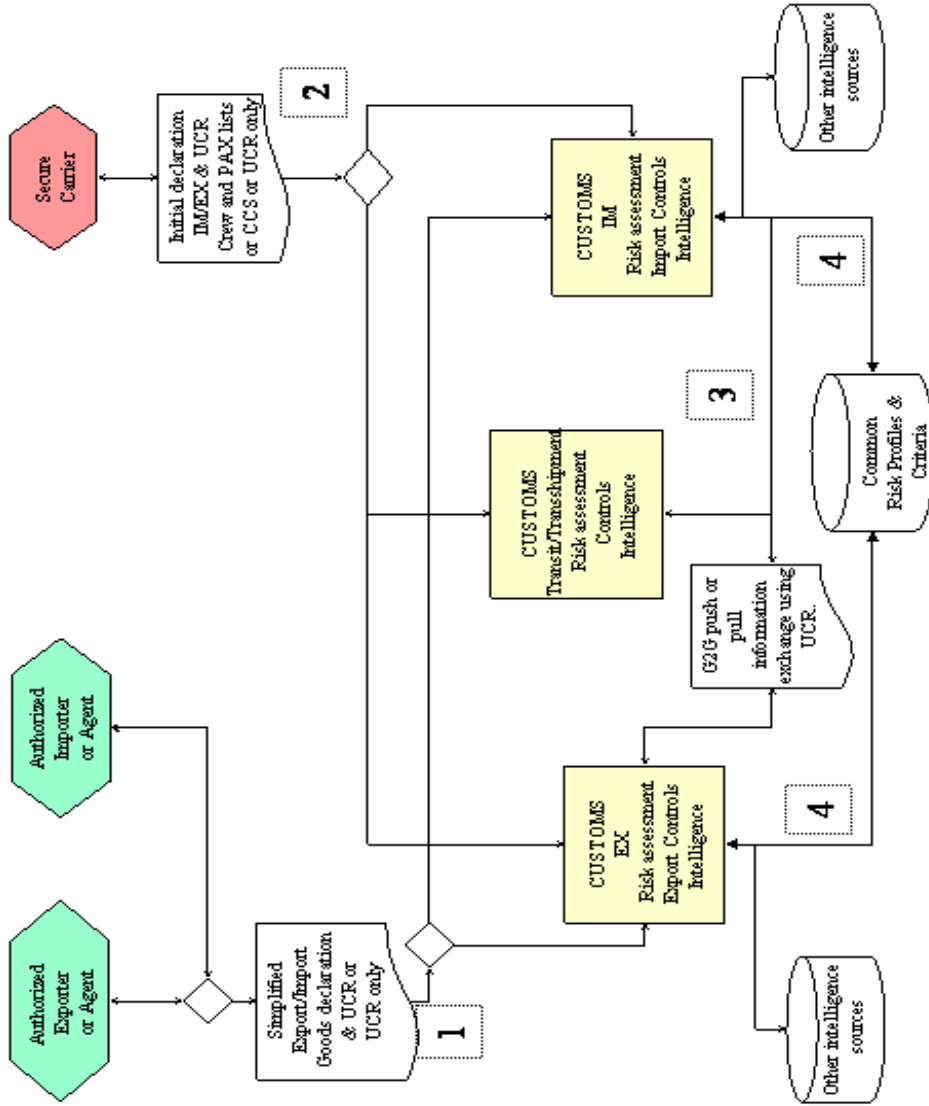 Authorized
Exporter
or Agent
Authorized
Importer
or Agent
Secure
Carrier
Simplified
Export/Import
Goods declaration
& UCR or
UCR only
1
Initial declaration
IM/EX & UCR
Crew and PAX lists
or CCS or UCR only
2
CUSTOMS
EX
Risk assessment
Export Controls
Intelligence
CUSTOMS
Transit/Transshipment
Risk assessment
Controls
Intelligence
CUSTOMS
IM
Risk assessment
Import Controls
Intelligence
G2G push or
pull
information
exchange using
UCR.
3
4
4
Other intelligence
sources
Common
Risk Profiles &
Criteria
Other intelligence
sources